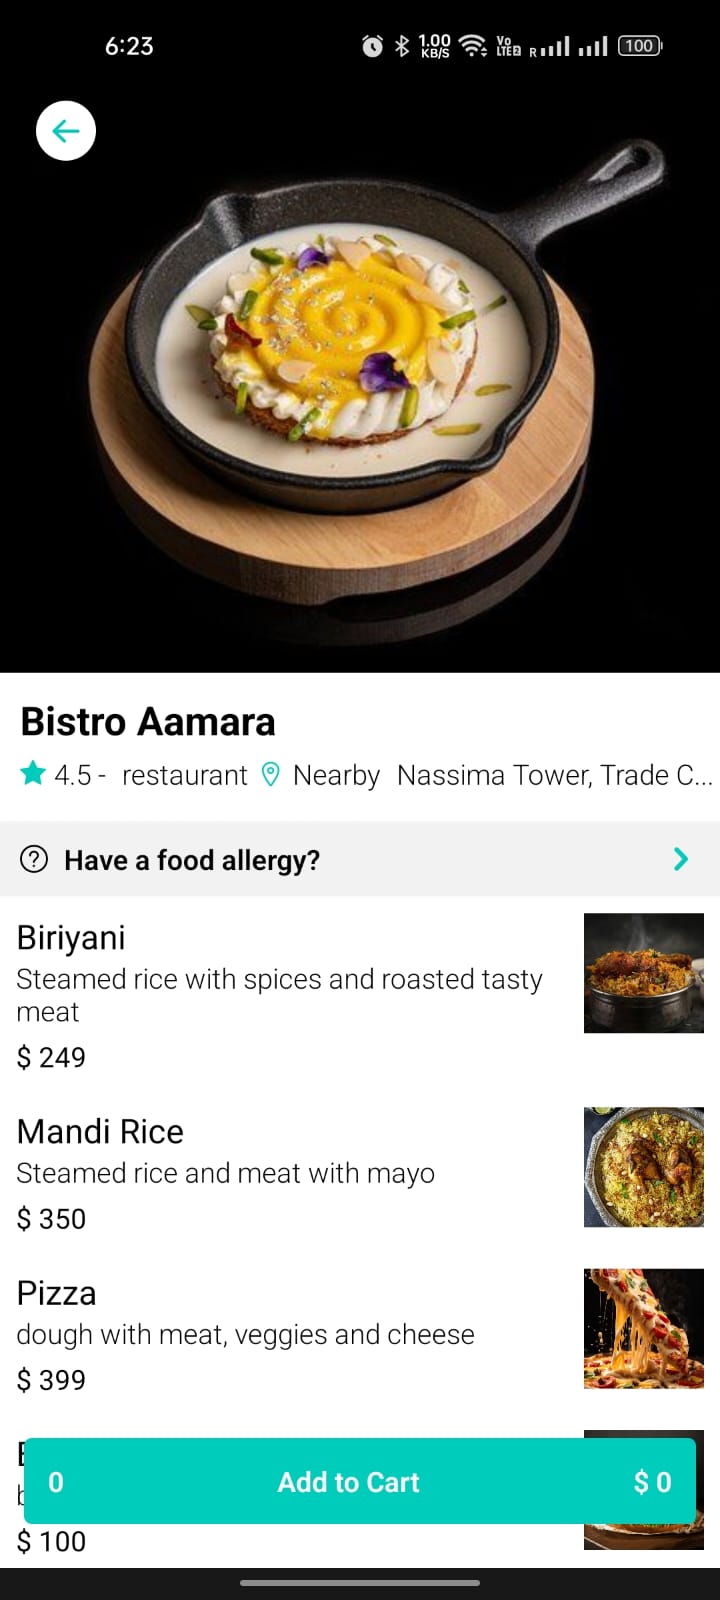 6:23
1.00 KB/S
Vo LTE2
R
100
Bistro Aamara
4.5 - restaurant Nearby Nassima Tower, Trade C...
Have a food allergy?
Biriyani
Steamed rice with spices and roasted tasty
meat
$ 249
Mandi Rice
Steamed rice and meat with mayo
$ 350
Pizza
dough with meat, veggies and cheese
$ 399
0 Add to Cart $ 0
$ 100